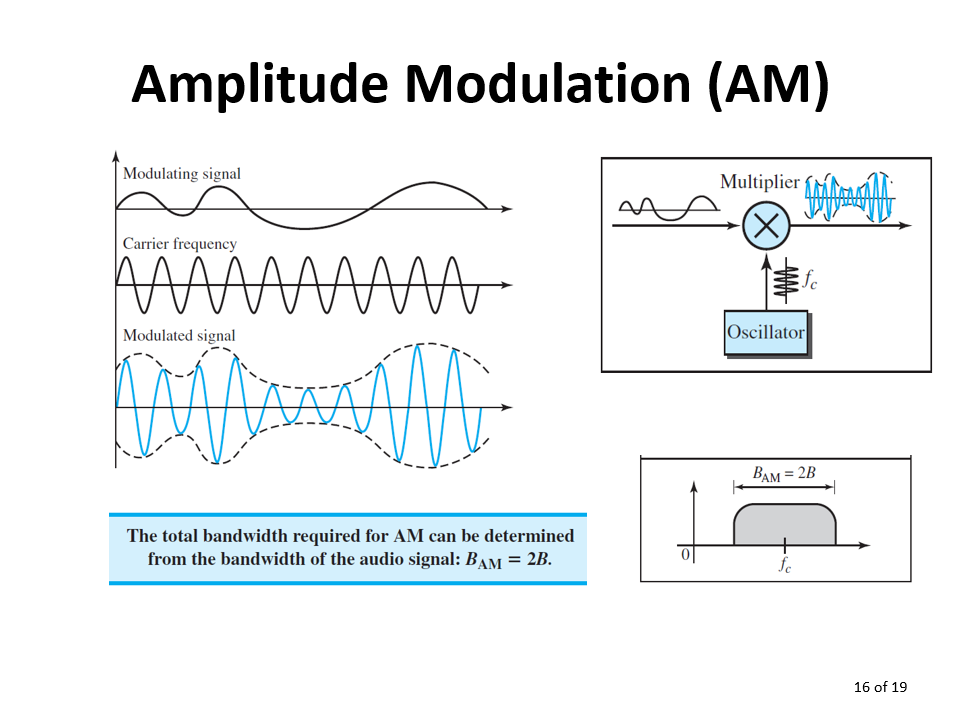 Amplitude Modulation (AM)
Modulating signal
Carrier frequency
Modulated signal
Multiplier
fc
Oscillator
The total bandwidth required for AM can be determined
from the bandwidth of the audio signal: BAM = 2B.
BAM = 2B
0
fc
16 of 19